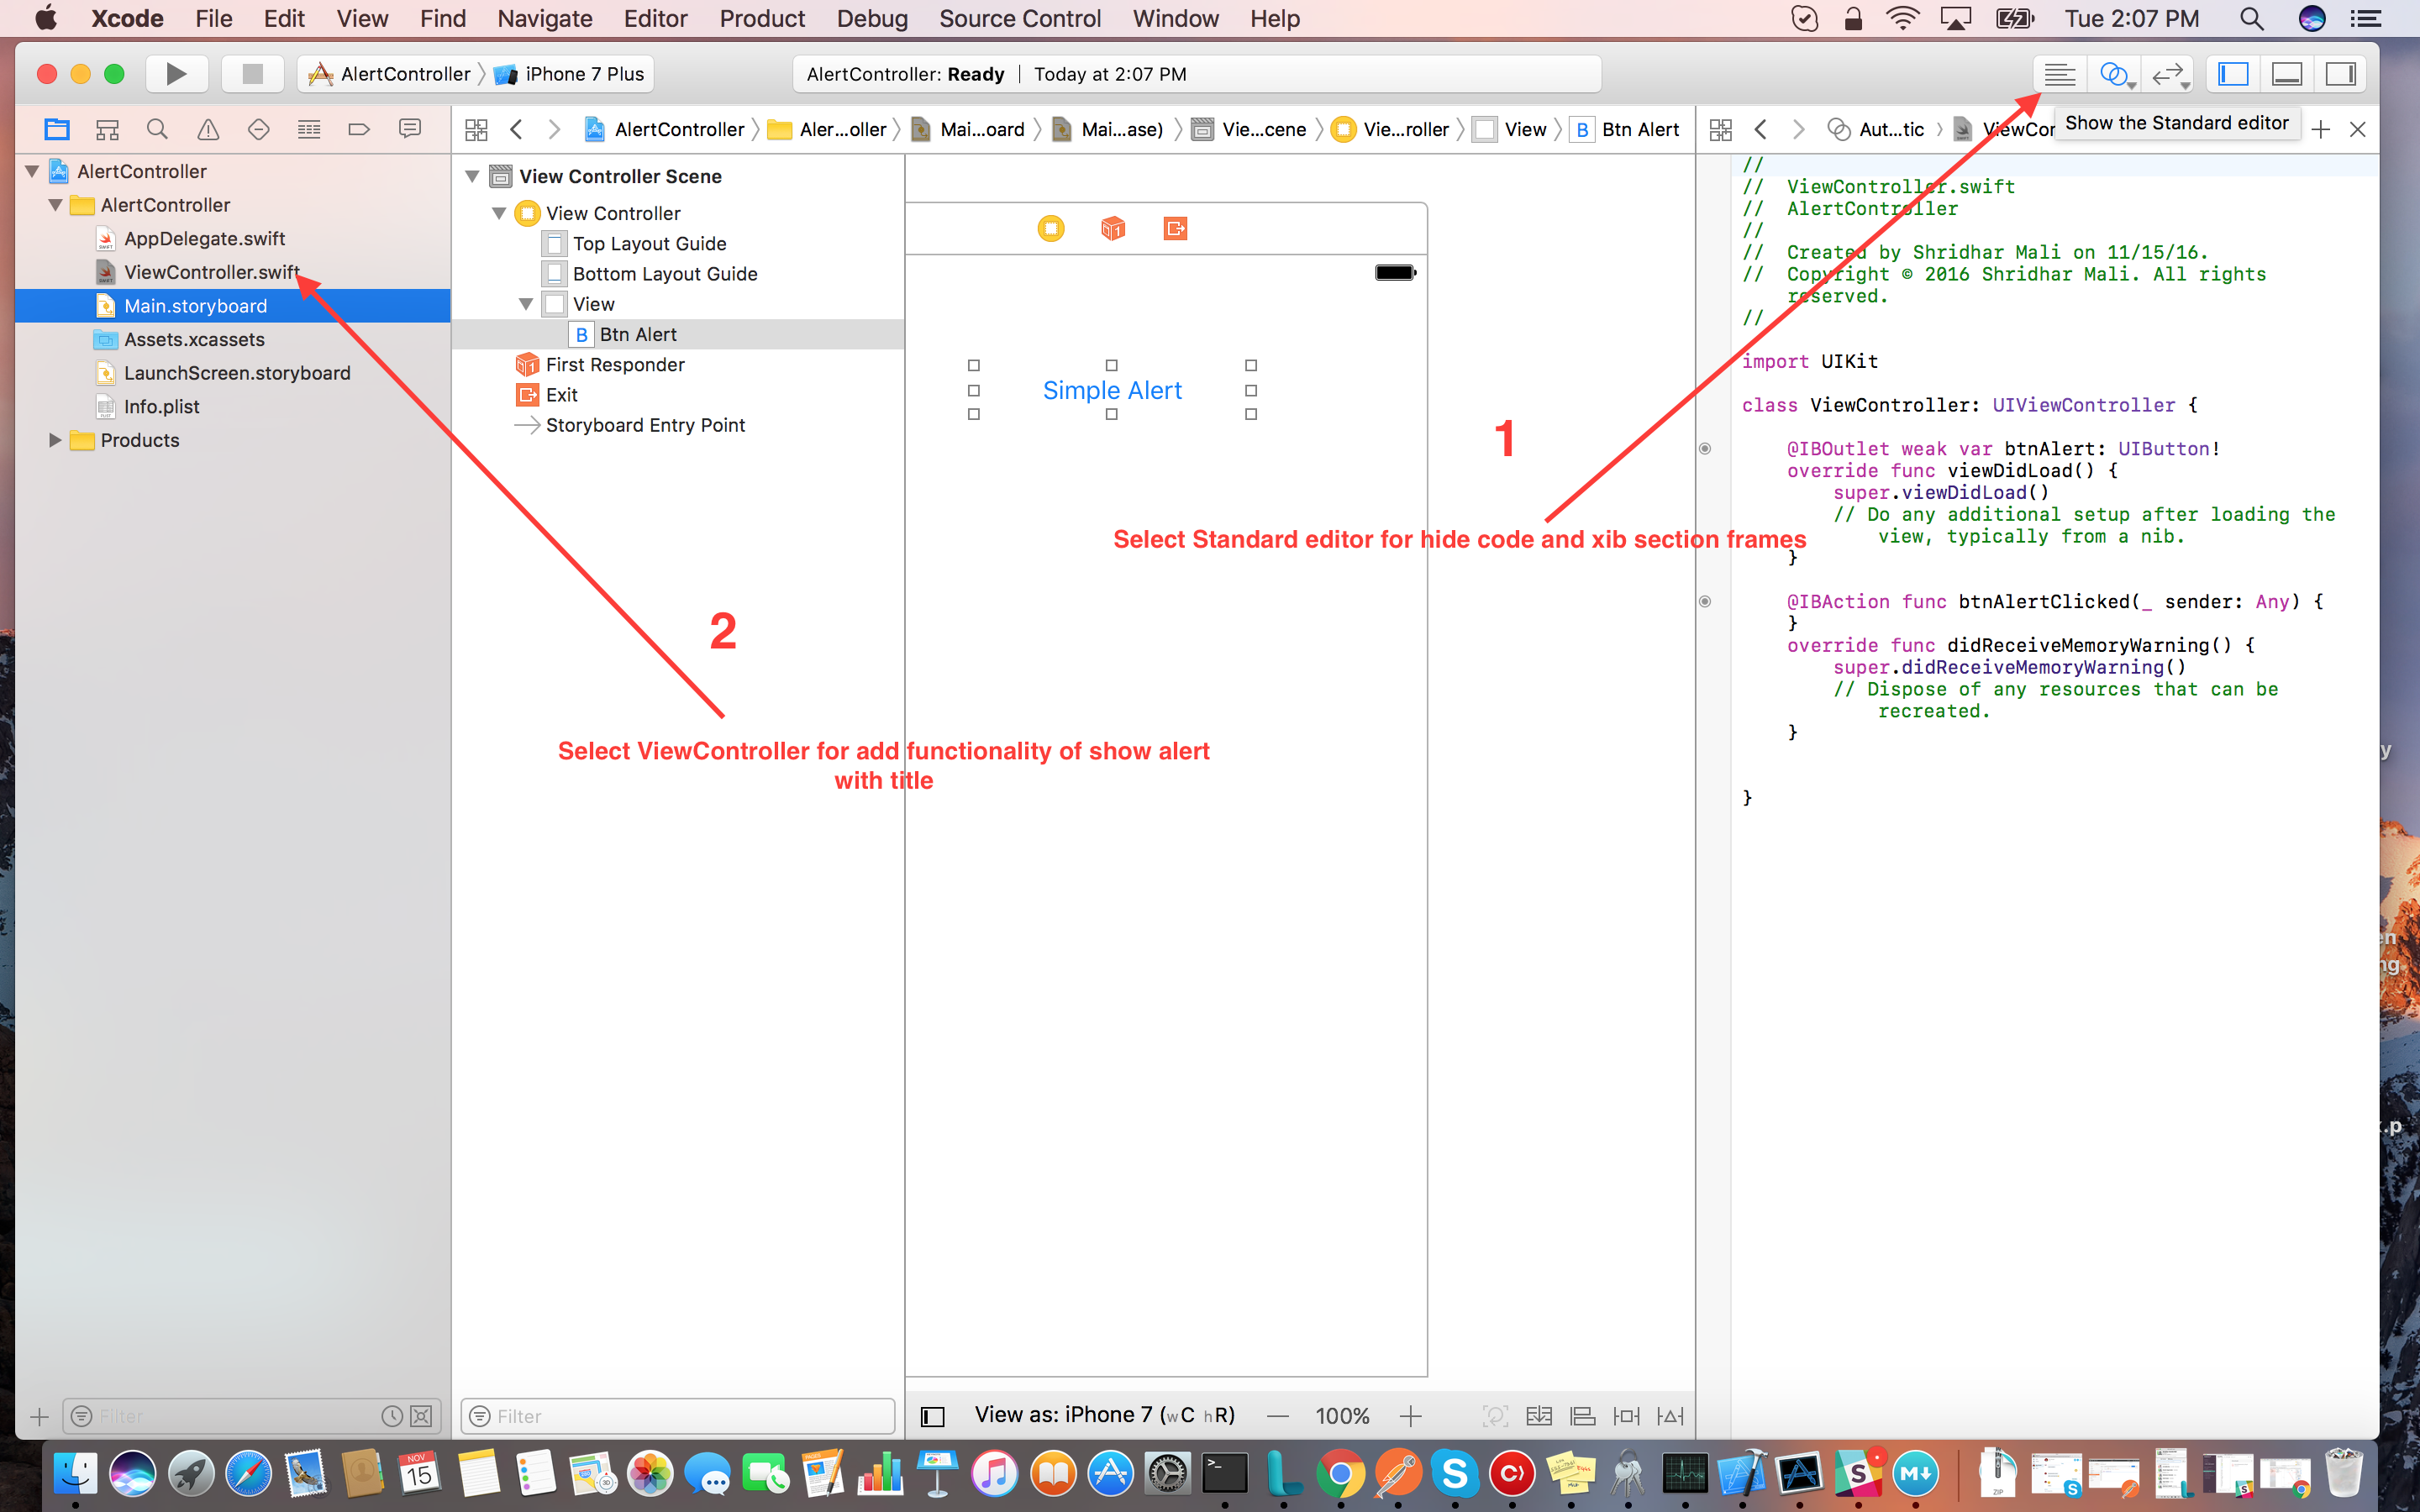 Xcode File Edit View Find Navigate Editor Product Debug Source Control Window Help
Tue 2:07 PM
AlertController iPhone 7 Plus
AlertController: Ready | Today at 2:07 PM
AlertController Aler...oller Mai...oard Mai...ase) Vie...cene Vie...roller View B Btn Alert
Aut...tic ViewCor
Show the Standard editor
AlertController
AlertController
AppDelegate.swift
ViewController.swift
Main.storyboard
Assets.xcassets
LaunchScreen.storyboard
Info.plist
Products
View Controller Scene
View Controller
Top Layout Guide
Bottom Layout Guide
View
B Btn Alert
First Responder
Exit
Storyboard Entry Point
Simple Alert
1
Select Standard editor for hide code and xib section frames
2
Select ViewController for add functionality of show alert
with title
//
// ViewController.swift
// AlertController
//
// Created by Shridhar Mali on 11/15/16.
// Copyright © 2016 Shridhar Mali. All rights
reserved.
//
import UIKit
class ViewController: UIViewController {
@IBOutlet weak var btnAlert: UIButton!
override func viewDidLoad() {
super.viewDidLoad()
// Do any additional setup after loading the
view, typically from a nib.
}
@IBAction func btnAlertClicked(_ sender: Any) {
}
override func didReceiveMemoryWarning() {
super.didReceiveMemoryWarning()
// Dispose of any resources that can be
recreated.
}
}
Filter
Filter
View as: iPhone 7 (wC hR) — 100% +
NOV
15
ZIP
y
en
ng
x.p